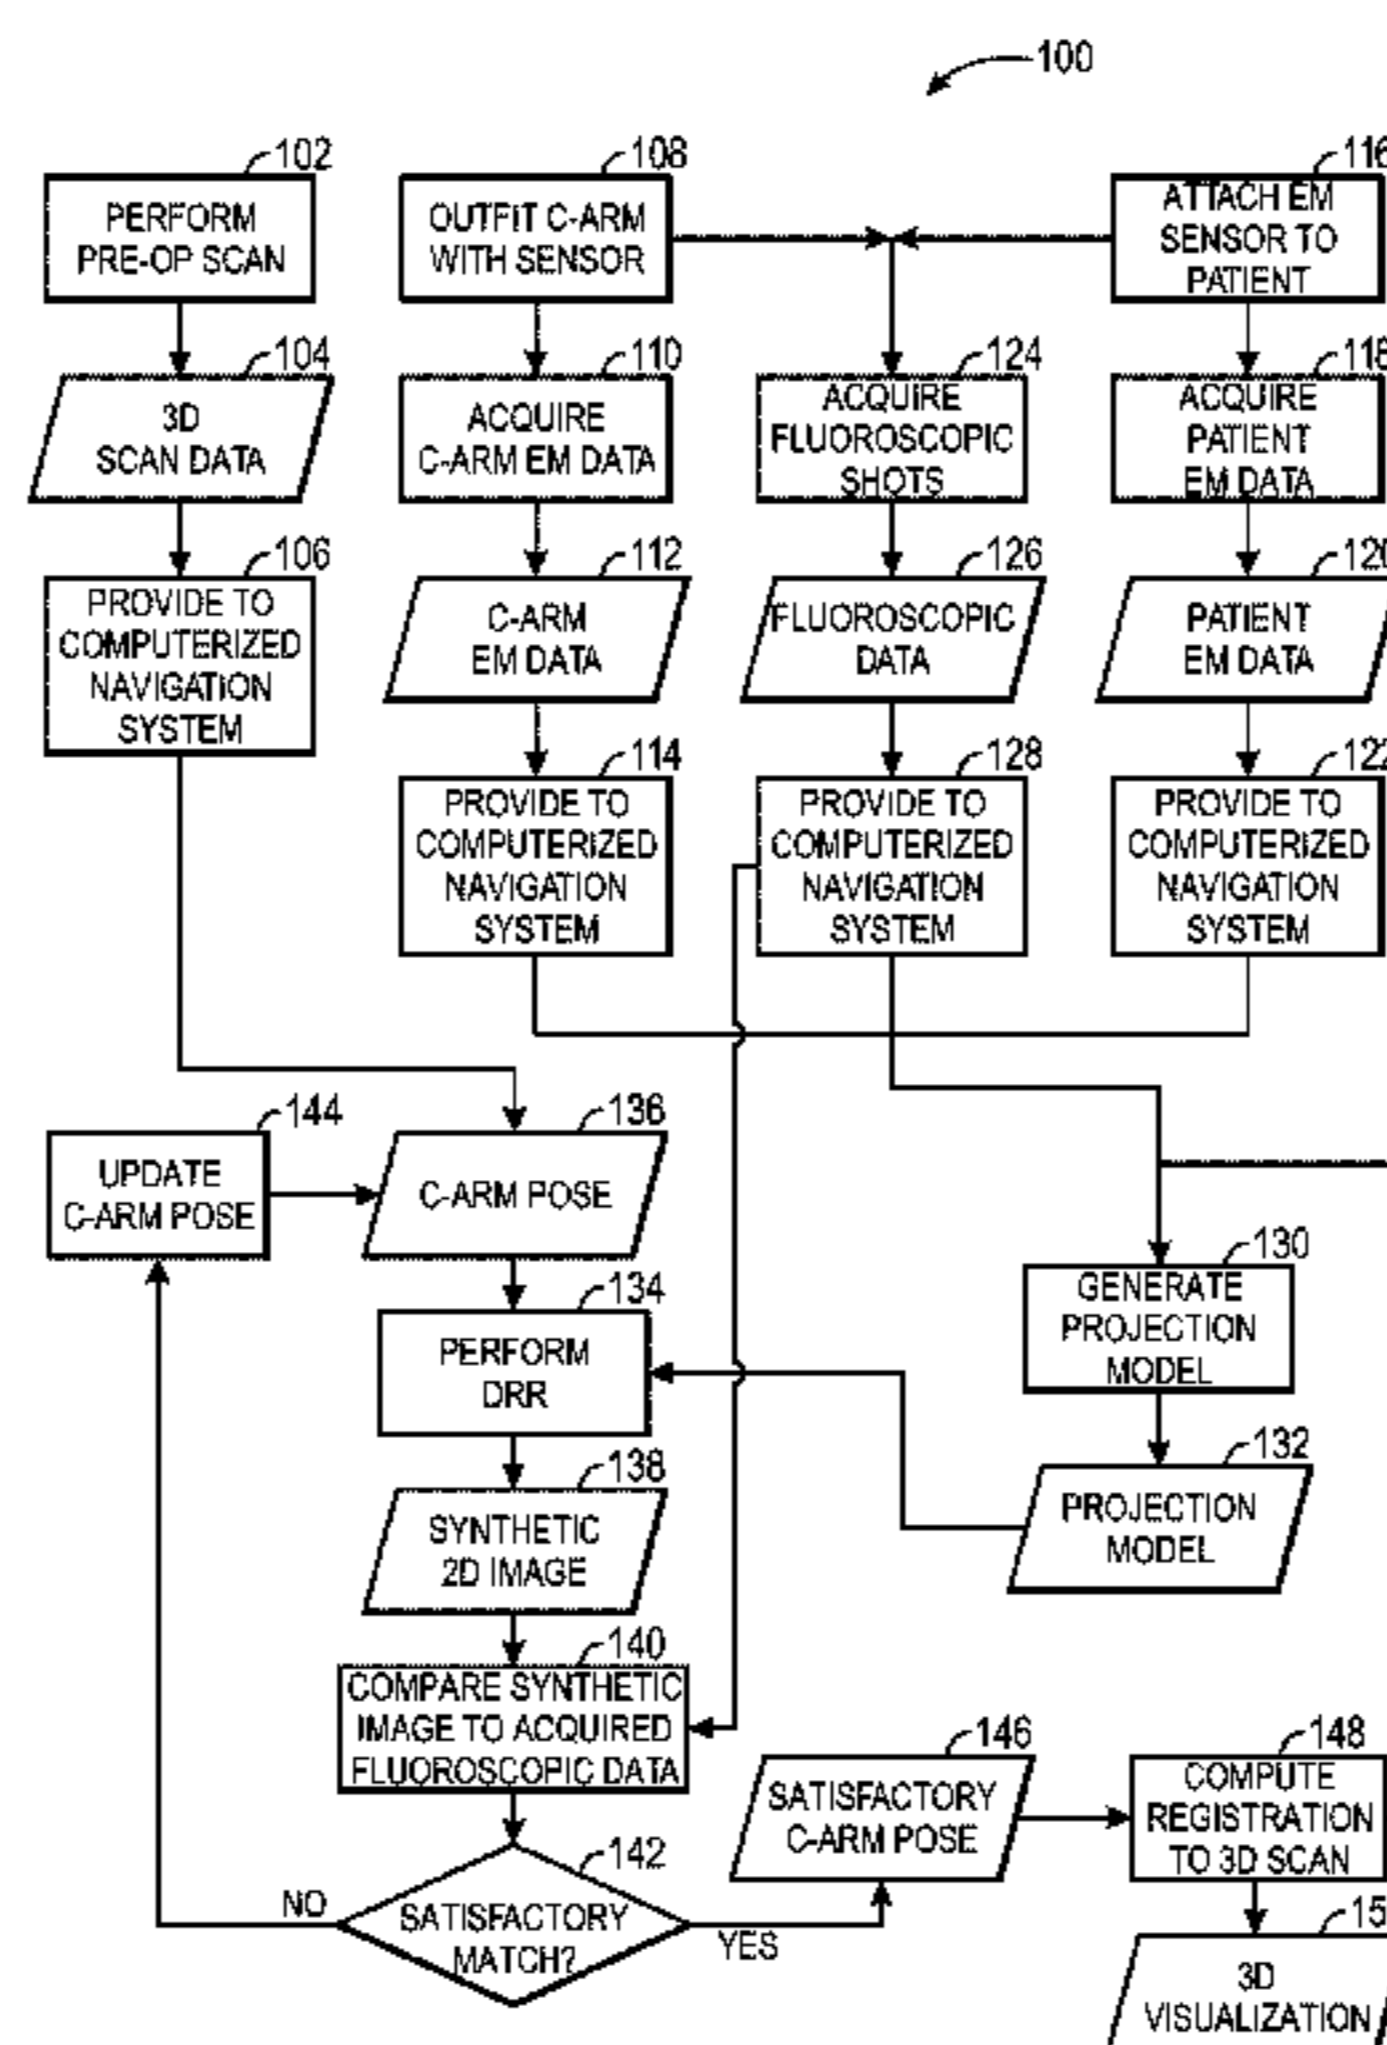 100
102
PERFORM
PRE-OP SCAN
108
OUTFIT C-ARM
WITH SENSOR
116
ATTACH EM
SENSOR TO
PATIENT
104
3D
SCAN DATA
110
ACQUIRE
C-ARM EM DATA
124
ACQUIRE
FLUOROSCOPIC
SHOTS
118
ACQUIRE
PATIENT
EM DATA
106
PROVIDE TO
COMPUTERIZED
NAVIGATION
SYSTEM
112
C-ARM
EM DATA
126
FLUOROSCOPIC
DATA
120
PATIENT
EM DATA
114
PROVIDE TO
COMPUTERIZED
NAVIGATION
SYSTEM
128
PROVIDE TO
COMPUTERIZED
NAVIGATION
SYSTEM
122
PROVIDE TO
COMPUTERIZED
NAVIGATION
SYSTEM
144
UPDATE
C-ARM POSE
136
C-ARM POSE
134
PERFORM
DRR
130
GENERATE
PROJECTION
MODEL
132
PROJECTION
MODEL
138
SYNTHETIC
2D IMAGE
140
COMPARE SYNTHETIC
IMAGE TO ACQUIRED
FLUOROSCOPIC DATA
142
SATISFACTORY
MATCH?
NO
YES
146
SATISFACTORY
C-ARM POSE
148
COMPUTE
REGISTRATION
TO 3D SCAN
3D
VISUALIZATION